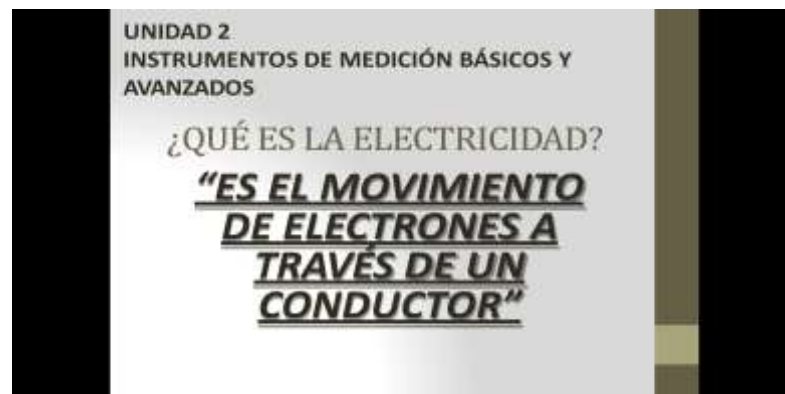 UNIDAD 2
INSTRUMENTOS DE MEDICIÓN BÁSICOS Y
AVANZADOS
¿QUÉ ES LA ELECTRICIDAD?
“ES EL MOVIMIENTO
DE ELECTRONES A
TRAVÉS DE UN
CONDUCTOR”